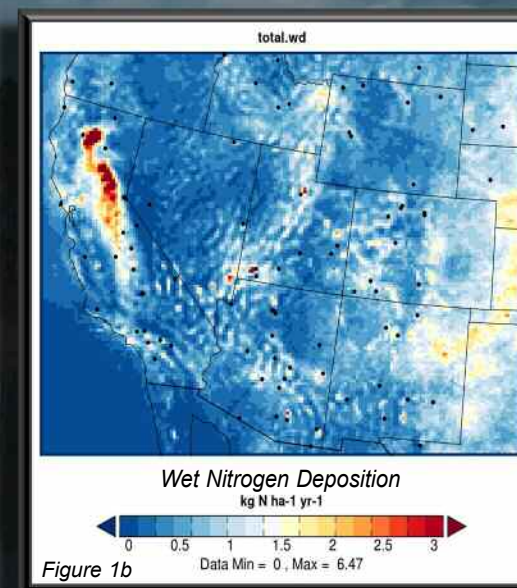 total.wd
Wet Nitrogen Deposition
kg N ha-1 yr-1
0 0.5 1 1.5 2 2.5 3
Data Min = 0 , Max = 6.47
Figure 1b